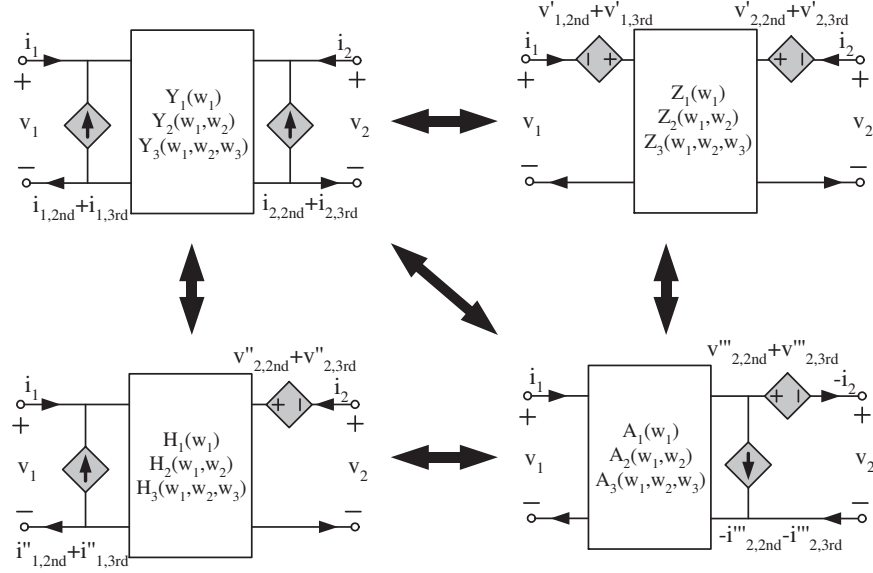 v'1,2nd+v'1,3rd v'2,2nd+v'2,3rd
i1 i2 i1 i2
+ + + − + + − +
Y1(w1) Z1(w1)
v1 Y2(w1,w2) v2 v1 Z2(w1,w2) v2
Y3(w1,w2,w3) Z3(w1,w2,w3)
− − − −
i1,2nd+i1,3rd i2,2nd+i2,3rd
v''2,2nd+v''2,3rd v'''2,2nd+v'''2,3rd
i1 + − i2 i1 + − -i2
+ + + +
H1(w1) A1(w1)
v1 H2(w1,w2) v2 v1 A2(w1,w2) v2
H3(w1,w2,w3) A3(w1,w2,w3)
− − − −
i''1,2nd+i''1,3rd -i'''2,2nd-i'''2,3rd